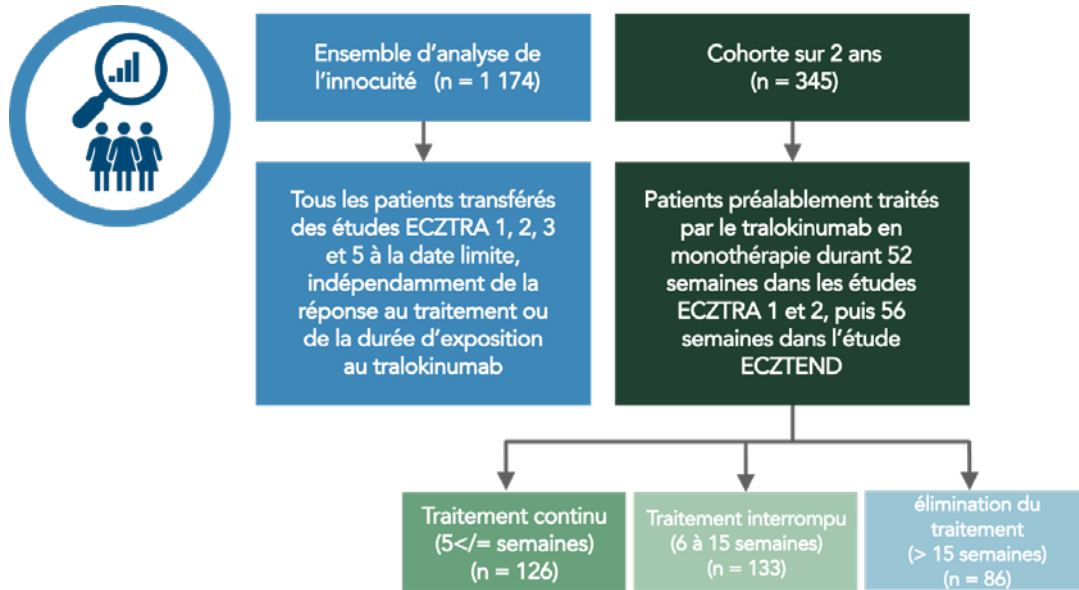 Ensemble d’analyse de
l’innocuité (n = 1 174)
Cohorte sur 2 ans
(n = 345)
Tous les patients transférés
des études ECZTRA 1, 2, 3
et 5 à la date limite,
indépendamment de la
réponse au traitement ou
de la durée d’exposition
au tralokinumab
Patients préalablement traités
par le tralokinumab en
monothérapie durant 52
semaines dans les études
ECZTRA 1 et 2, puis 56
semaines dans l’étude
ECZTEND
Traitement continu
(5</= semaines)
(n = 126)
Traitement interrompu
(6 à 15 semaines)
(n = 133)
élimination du
traitement
(> 15 semaines)
(n = 86)